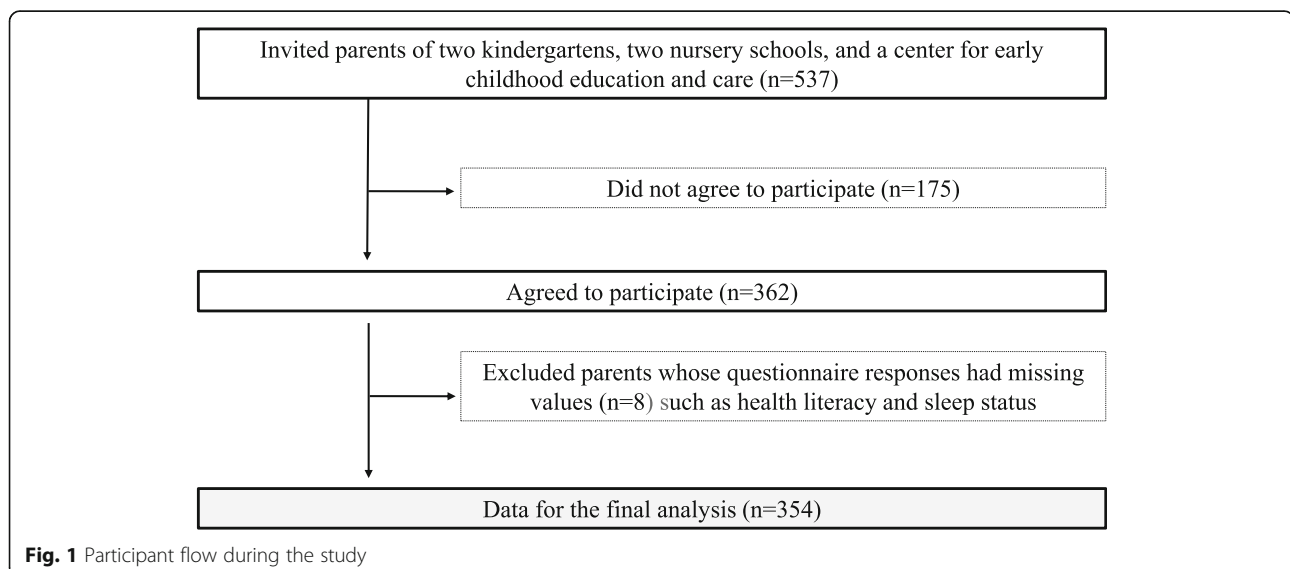 Invited parents of two kindergartens, two nursery schools, and a center for early
childhood education and care (n=537)
Did not agree to participate (n=175)
Agreed to participate (n=362)
Excluded parents whose questionnaire responses had missing
values (n=8) such as health literacy and sleep status
Data for the final analysis (n=354)
Fig. 1 Participant flow during the study